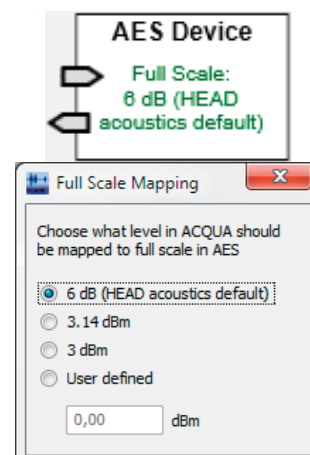 AES Device
Full Scale:
6 dB (HEAD
acoustics default)
Full Scale Mapping
X
Choose what level in ACQUA should
be mapped to full scale in AES
6 dB (HEAD acoustics default)
3.14 dBm
3 dBm
User defined
0,00 dBm